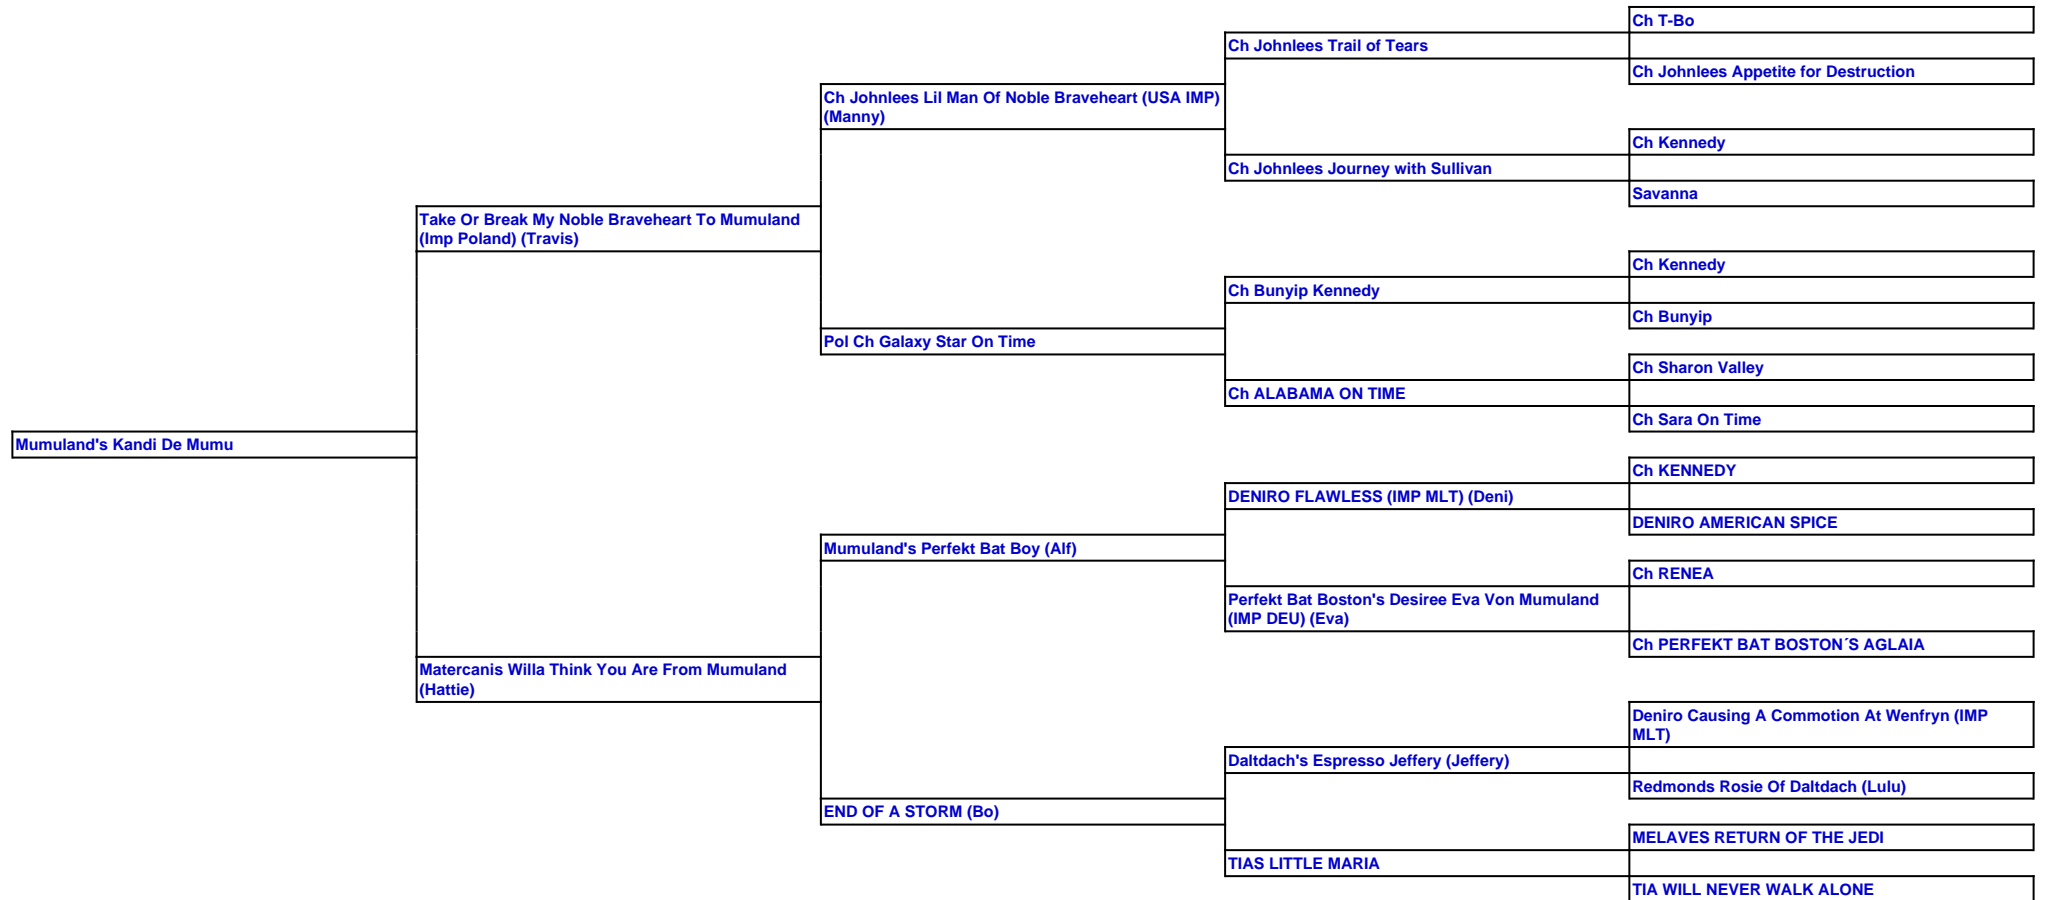 Ch T-Bo
Ch Johnlees Trail of Tears
Ch Johnlees Appetite for Destruction
Ch Johnlees Lil Man Of Noble Braveheart (USA IMP)
(Manny)
Ch Kennedy
Ch Johnlees Journey with Sullivan
Savanna
Take Or Break My Noble Braveheart To Mumuland
(Imp Poland) (Travis)
Ch Kennedy
Ch Bunyip Kennedy
Ch Bunyip
Pol Ch Galaxy Star On Time
Ch Sharon Valley
Ch ALABAMA ON TIME
Ch Sara On Time
Mumuland's Kandi De Mumu
Ch KENNEDY
DENIRO FLAWLESS (IMP MLT) (Deni)
DENIRO AMERICAN SPICE
Mumuland's Perfekt Bat Boy (Alf)
Ch RENEA
Perfekt Bat Boston's Desiree Eva Von Mumuland
(IMP DEU) (Eva)
Ch PERFEKT BAT BOSTON´S AGLAIA
Matercanis Willa Think You Are From Mumuland
(Hattie)
Deniro Causing A Commotion At Wenfryn (IMP
MLT)
Daltdach's Espresso Jeffery (Jeffery)
Redmonds Rosie Of Daltdach (Lulu)
END OF A STORM (Bo)
MELAVES RETURN OF THE JEDI
TIAS LITTLE MARIA
TIA WILL NEVER WALK ALONE